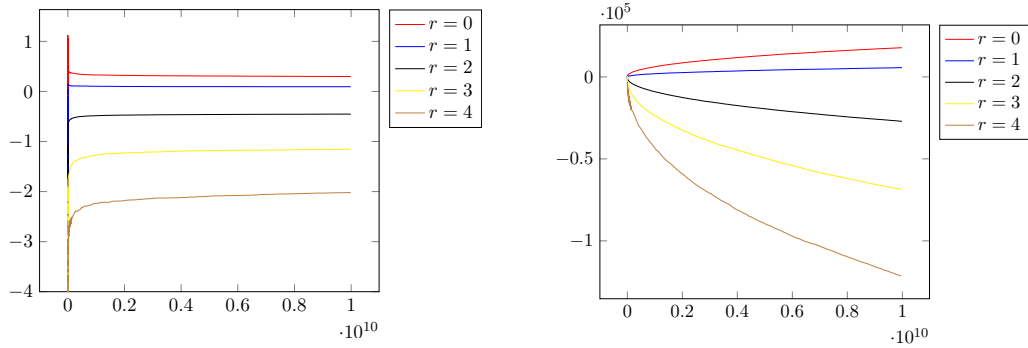 1
0
−1
−2
−3
−4
0 0.2 0.4 0.6 0.8 1
·10^10
r = 0
r = 1
r = 2
r = 3
r = 4
·10^5
0
−0.5
−1
0 0.2 0.4 0.6 0.8 1
·10^10
r = 0
r = 1
r = 2
r = 3
r = 4